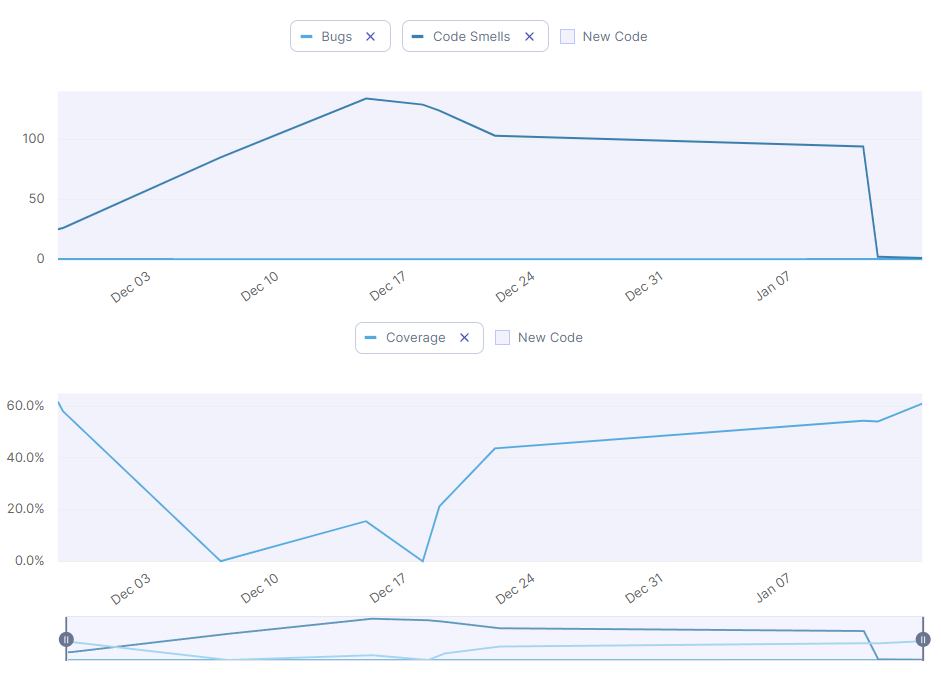 Bugs ✕ Code Smells ✕ New Code
100
50
0
Dec 03 Dec 10 Dec 17 Dec 24 Dec 31 Jan 07
Coverage ✕ New Code
60.0%
40.0%
20.0%
0.0%
Dec 03 Dec 10 Dec 17 Dec 24 Dec 31 Jan 07